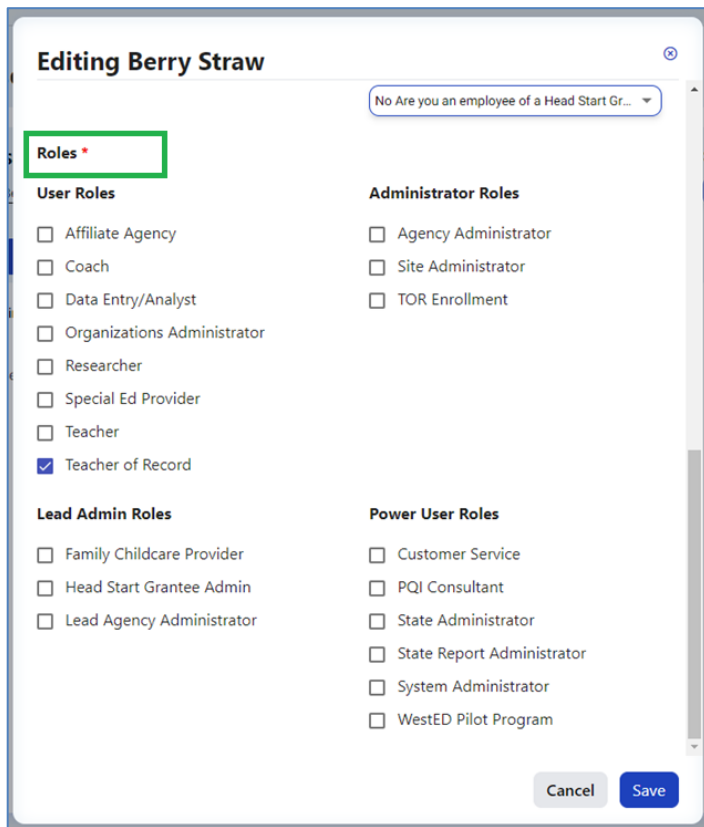 Editing Berry Straw
No Are you an employee of a Head Start Gr...
Roles *
User Roles
Affiliate Agency
Coach
Data Entry/Analyst
Organizations Administrator
Researcher
Special Ed Provider
Teacher
Teacher of Record
Administrator Roles
Agency Administrator
Site Administrator
TOR Enrollment
Lead Admin Roles
Family Childcare Provider
Head Start Grantee Admin
Lead Agency Administrator
Power User Roles
Customer Service
PQI Consultant
State Administrator
State Report Administrator
System Administrator
WestED Pilot Program
Cancel
Save